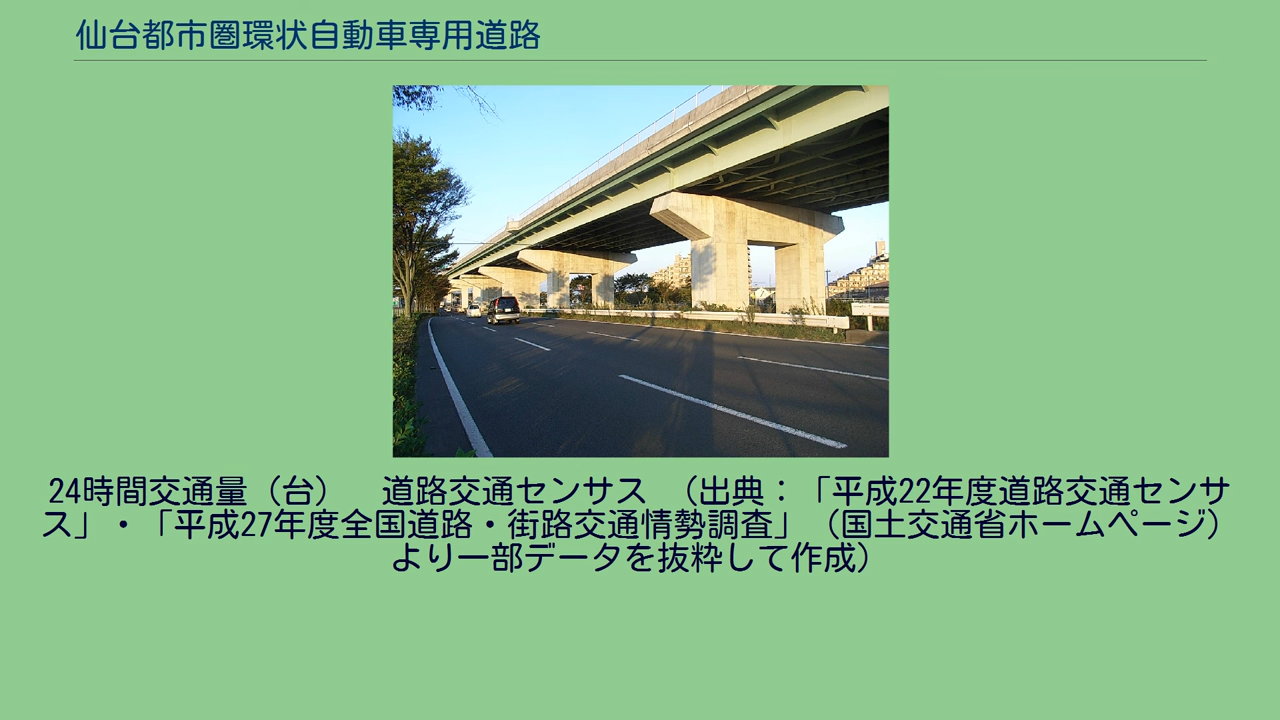 仙台都市圏環状自動車専用道路
24時間交通量（台）　道路交通センサス （出典：「平成22年度道路交通センサ
ス」・「平成27年度全国道路・街路交通情勢調査」（国土交通省ホームページ）
より一部データを抜粋して作成）